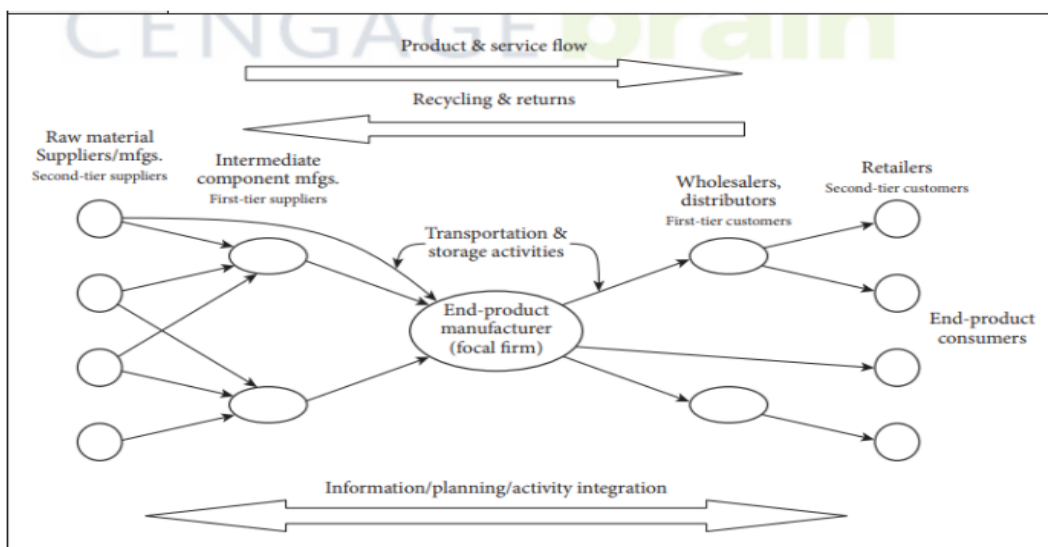 CENGAGE brain
Product & service flow
Recycling & returns
Raw material
Suppliers/mfgs.
Second-tier suppliers
Intermediate
component mfgs.
First-tier suppliers
Wholesalers,
distributors
First-tier customers
Retailers
Second-tier customers
Transportation &
storage activities
End-product
manufacturer
(focal firm)
End-product
consumers
Information/planning/activity integration